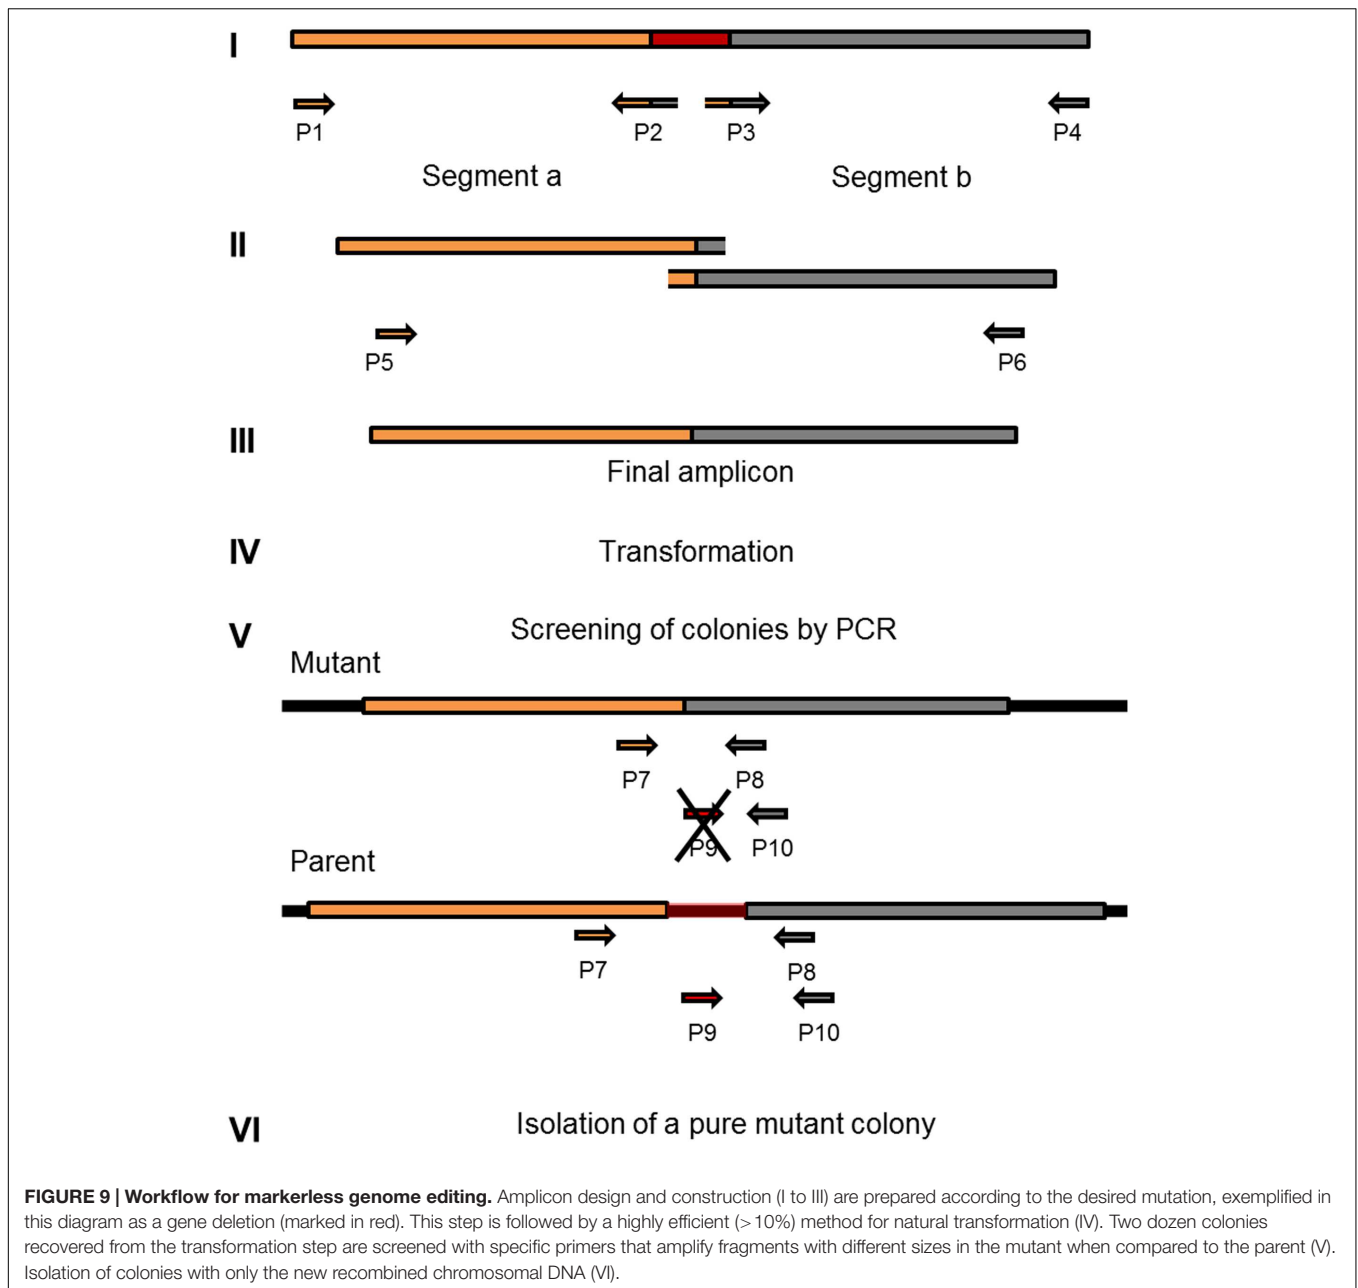 I
P1 P2 P3 P4
Segment a Segment b
II
P5 P6
III
Final amplicon
IV Transformation
V Screening of colonies by PCR
Mutant
P7 P8
P9 P10
Parent
P7 P8
P9 P10
VI Isolation of a pure mutant colony
FIGURE 9 | Workflow for markerless genome editing. Amplicon design and construction (I to III) are prepared according to the desired mutation, exemplified in
this diagram as a gene deletion (marked in red). This step is followed by a highly efficient (>10%) method for natural transformation (IV). Two dozen colonies
recovered from the transformation step are screened with specific primers that amplify fragments with different sizes in the mutant when compared to the parent (V).
Isolation of colonies with only the new recombined chromosomal DNA (VI).